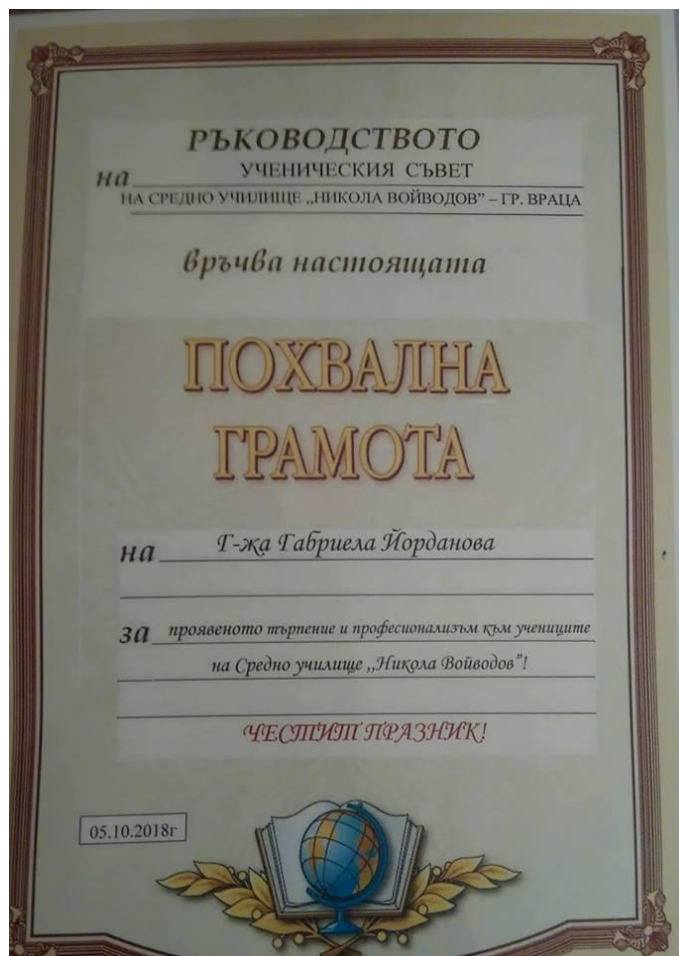 РЪКОВОДСТВОТО
на УЧЕНИЧЕСКИЯ СЪВЕТ
НА СРЕДНО УЧИЛИЩЕ ,,НИКОЛА ВОЙВОДОВ” – ГР. ВРАЦА
връчва настоящата
ПОХВАЛНА
ГРАМОТА
на Г-жа Габриела Йорданова
за проявеното търпение и професионализъм към учениците
на Средно училище ,,Никола Войводов”!
ЧЕСТИТ ПРАЗНИК!
05.10.2018г